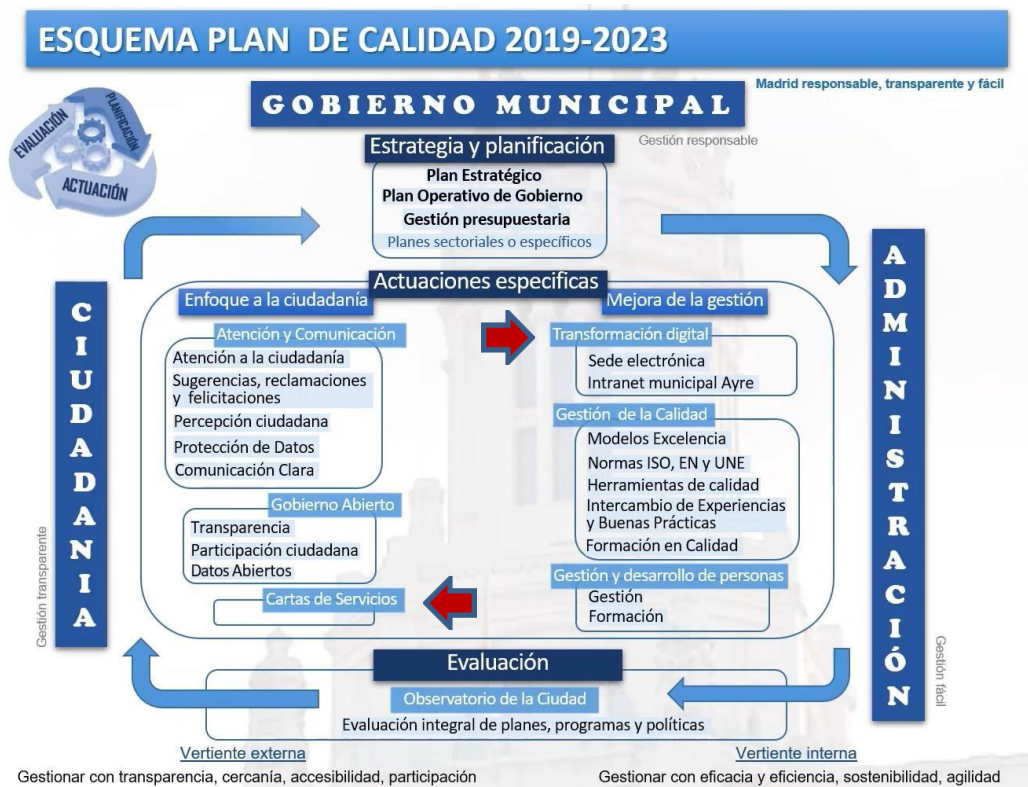 ESQUEMA PLAN DE CALIDAD 2019-2023
Madrid responsable, transparente y fácil
GOBIERNO MUNICIPAL
Gestión responsable
EVALUACIÓN
PLANIFICACIÓN
ACTUACIÓN
Estrategia y planificación
Plan Estratégico
Plan Operativo de Gobierno
Gestión presupuestaria
Planes sectoriales o específicos
CIUDADANIA
Gestión transparente
Actuaciones especificas
Enfoque a la ciudadanía
Atención y Comunicación
Atención a la ciudadanía
Sugerencias, reclamaciones
y felicitaciones
Percepción ciudadana
Protección de Datos
Comunicación Clara
Gobierno Abierto
Transparencia
Participación ciudadana
Datos Abiertos
Cartas de Servicios
Mejora de la gestión
Transformación digital
Sede electrónica
Intranet municipal Ayre
Gestión de la Calidad
Modelos Excelencia
Normas ISO, EN y UNE
Herramientas de calidad
Intercambio de Experiencias
y Buenas Prácticas
Formación en Calidad
Gestión y desarrollo de personas
Gestión
Formación
ADMINISTRACIÓN
Gestión fácil
Evaluación
Observatorio de la Ciudad
Evaluación integral de planes, programas y políticas
Vertiente externa
Gestionar con transparencia, cercanía, accesibilidad, participación
Vertiente interna
Gestionar con eficacia y eficiencia, sostenibilidad, agilidad